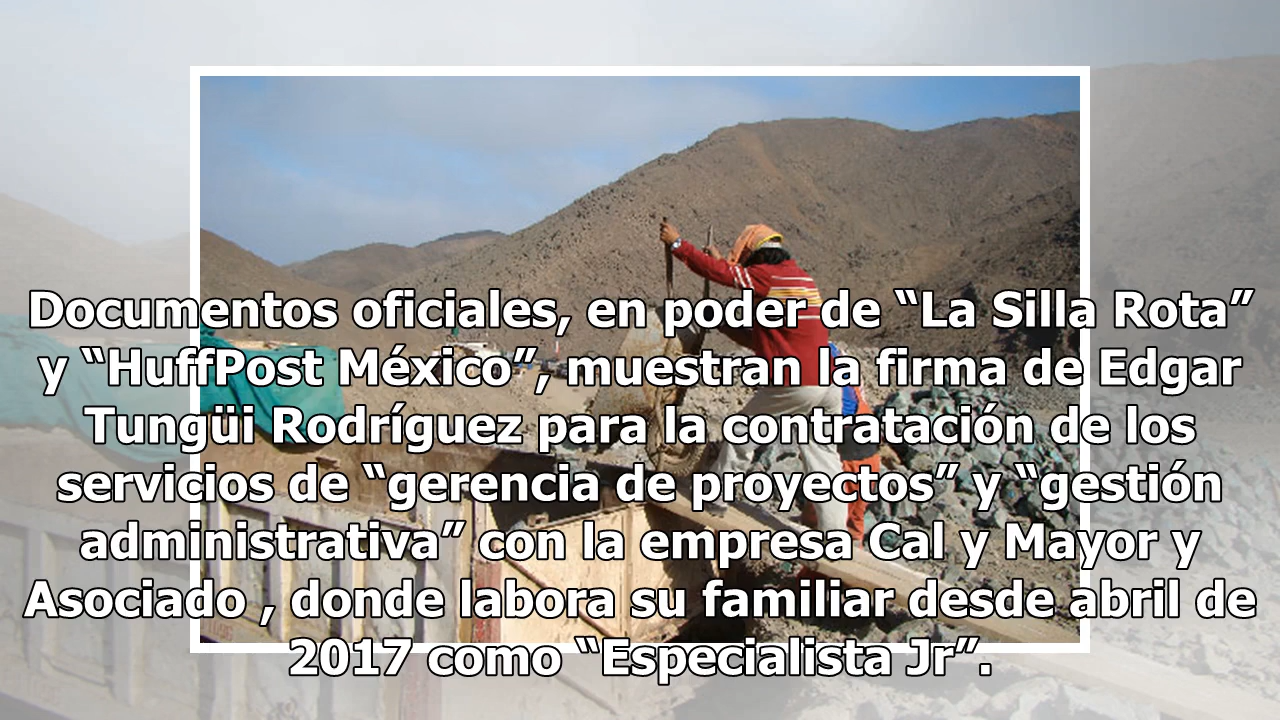 Documentos oficiales, en poder de “La Silla Rota”
y “HuffPost México”, muestran la firma de Edgar
Tungüi Rodríguez para la contratación de los
servicios de “gerencia de proyectos” y “gestión
administrativa” con la empresa Cal y Mayor y
Asociado , donde labora su familiar desde abril de
2017 como “Especialista Jr”.